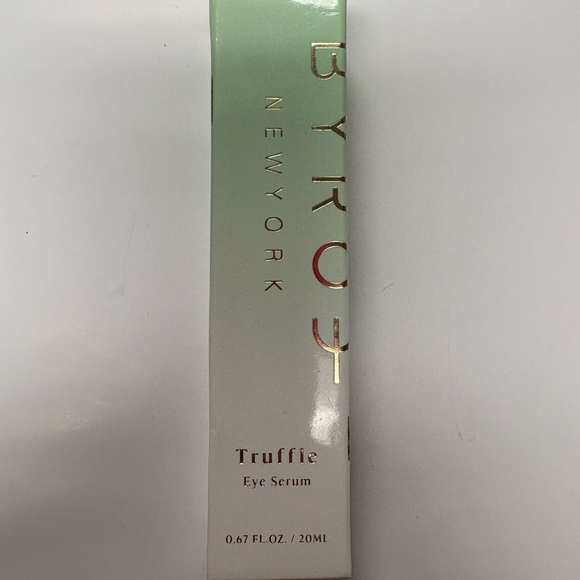 BYROE
NEWYORK
Truffle
Eye Serum
0.67 FL.OZ. / 20ML